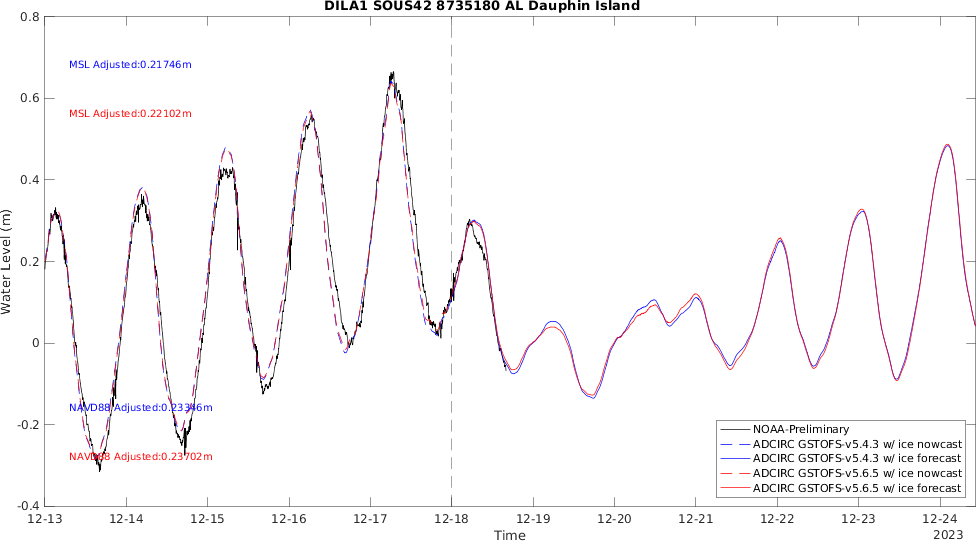 DILA1 SOUS42 8735180 AL Dauphin Island
0.8
0.6
0.4
0.2
0
-0.2
-0.4
Water Level (m)
MSL Adjusted:0.21746m
MSL Adjusted:0.22102m
NAVD88 Adjusted:0.23346m
NAVD88 Adjusted:0.23702m
NOAA-Preliminary
ADCIRC GSTOFS-v5.4.3 w/ ice nowcast
ADCIRC GSTOFS-v5.4.3 w/ ice forecast
ADCIRC GSTOFS-v5.6.5 w/ ice nowcast
ADCIRC GSTOFS-v5.6.5 w/ ice forecast
12-13 12-14 12-15 12-16 12-17 12-18 12-19 12-20 12-21 12-22 12-23 12-24
Time
2023